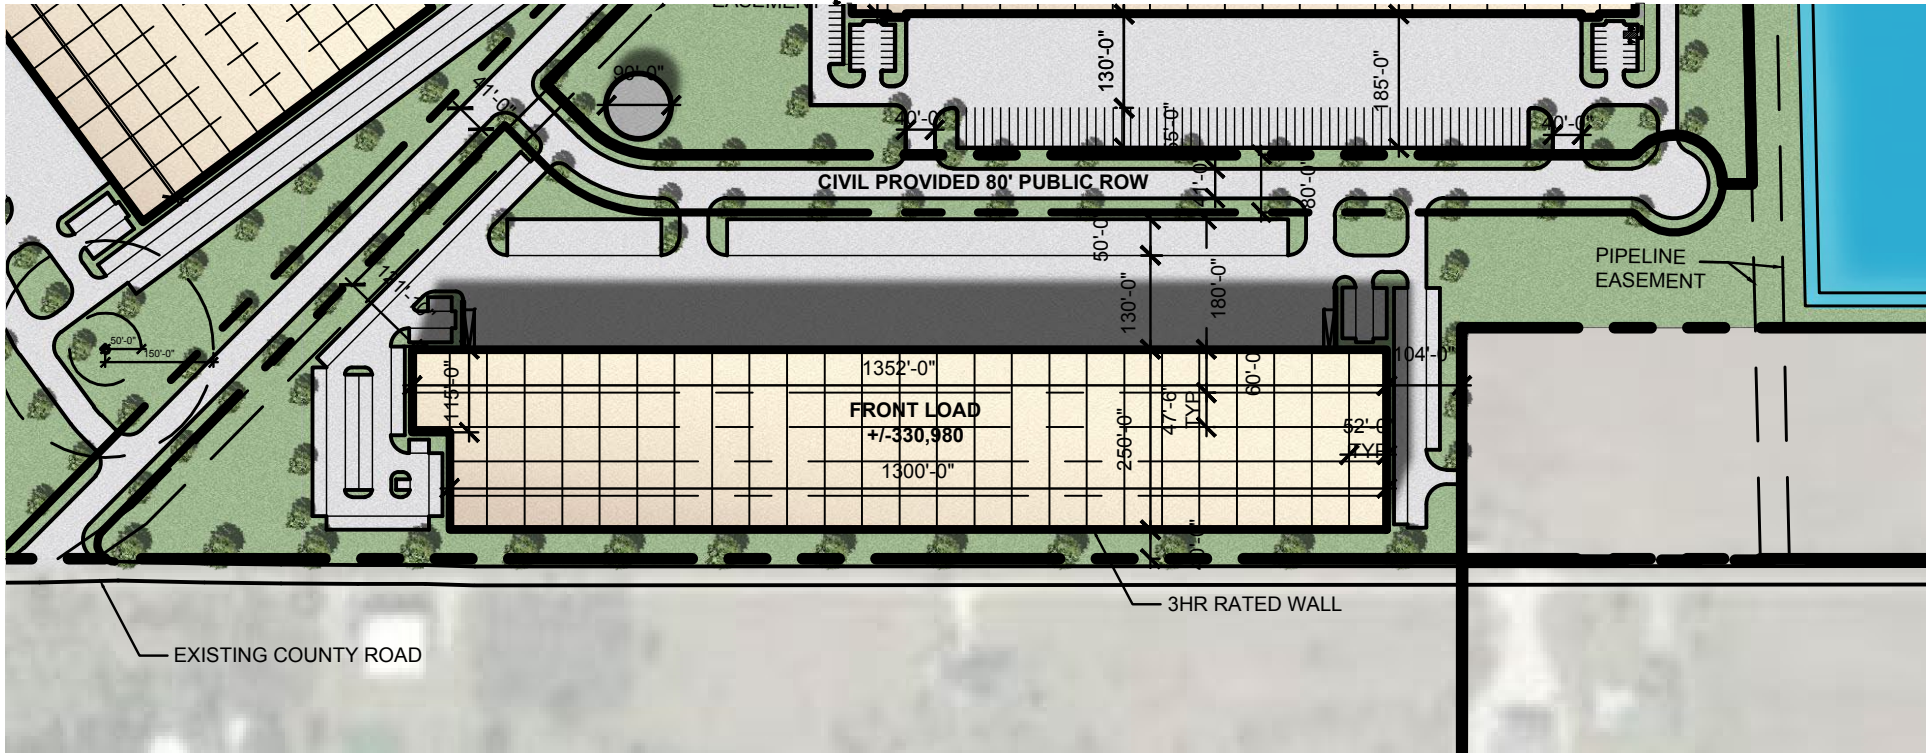 EASEMENT
90'-0"
41'-0"
130'-0"
185'-0"
40'-0"
40'-0"
CIVIL PROVIDED 80' PUBLIC ROW
41'-0"
80'-0"
50'-0"
PIPELINE
EASEMENT
130'-0"
180'-0"
50'-0"
150'-0"
1352'-0"
104'-0"
115'-0"
60'-0"
FRONT LOAD
+/-330,980
47'-6"
TYP
250'-0"
52'-0"
TYP
1300'-0"
3HR RATED WALL
EXISTING COUNTY ROAD